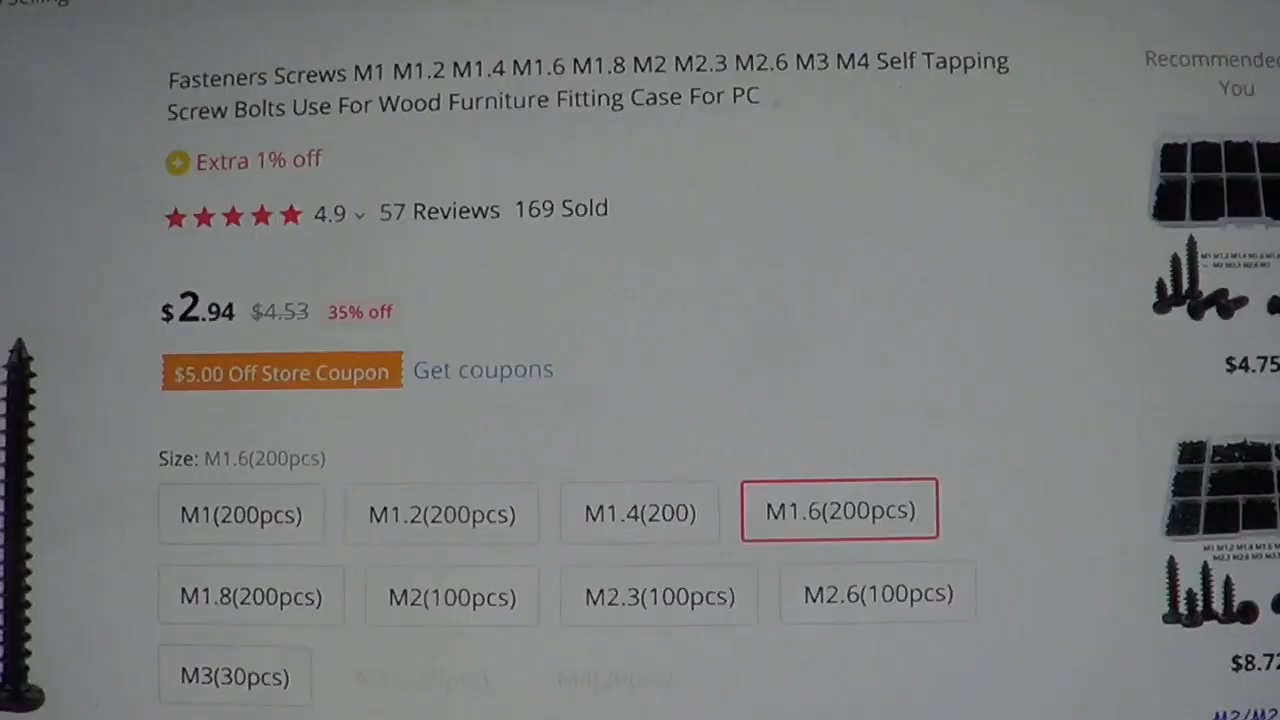 Fasteners Screws M1 M1.2 M1.4 M1.6 M1.8 M2 M2.3 M2.6 M3 M4 Self Tapping
Screw Bolts Use For Wood Furniture Fitting Case For PC
Extra 1% off
4.9 57 Reviews 169 Sold
$2.94 $4.53 35% off
$5.00 Off Store Coupon Get coupons
Size: M1.6(200pcs)
M1(200pcs) M1.2(200pcs) M1.4(200) M1.6(200pcs)
M1.8(200pcs) M2(100pcs) M2.3(100pcs) M2.6(100pcs)
M3(30pcs)
You
$4.75